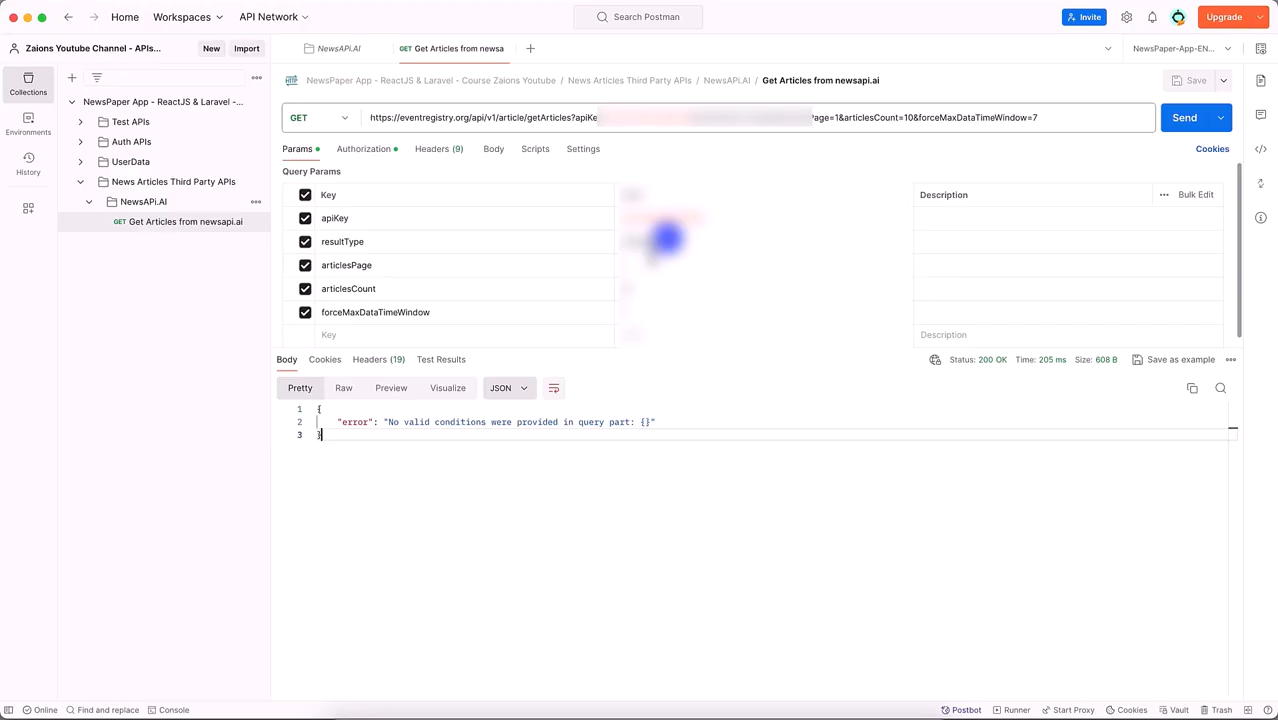 Home Workspaces API Network Search Postman Invite Upgrade
Zaions Youtube Channel - APIs... New Import NewsAPi.AI GET Get Articles from newsa NewsPaper-App-EN...
Collections
Environments
History
NewsPaper App - ReactJS & Laravel -...
Test APIs
Auth APIs
UserData
News Articles Third Party APIs
NewsAPi.AI
GET Get Articles from newsapi.ai
NewsPaper App - ReactJS & Laravel - Course Zaions Youtube / News Articles Third Party APIs / NewsAPi.AI / Get Articles from newsapi.ai Save
GET https://eventregistry.org/api/v1/article/getArticles?apiKe Page=1&articlesCount=10&forceMaxDataTimeWindow=7 Send
Params Authorization Headers (9) Body Scripts Settings Cookies
Query Params
Key Description Bulk Edit
apiKey
resultType
articlesPage
articlesCount
forceMaxDataTimeWindow
Key Description
Body Cookies Headers (19) Test Results Status: 200 OK Time: 205 ms Size: 608 B Save as example
Pretty Raw Preview Visualize JSON
1 {
2 "error": "No valid conditions were provided in query part: {}"
3 }
Online Find and replace Console Postbot Runner Start Proxy Cookies Vault Trash